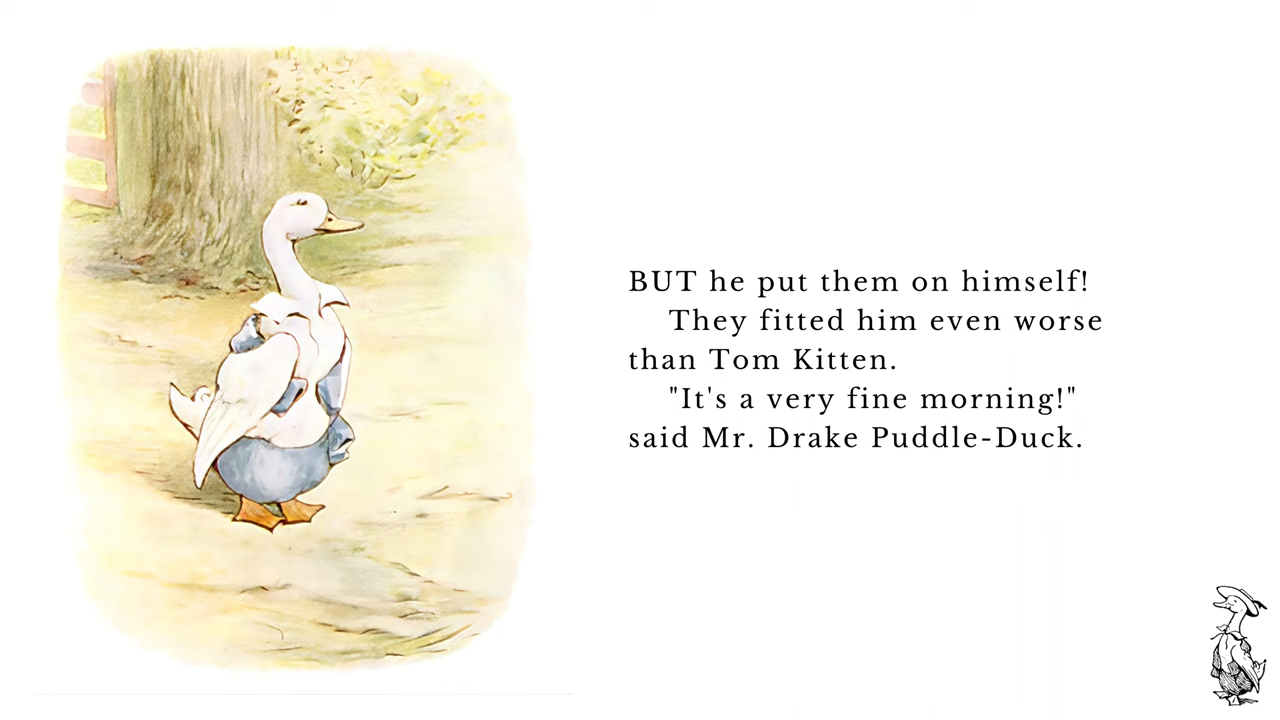 BUT he put them on himself!
They fitted him even worse
than Tom Kitten.
"It's a very fine morning!"
said Mr. Drake Puddle-Duck.